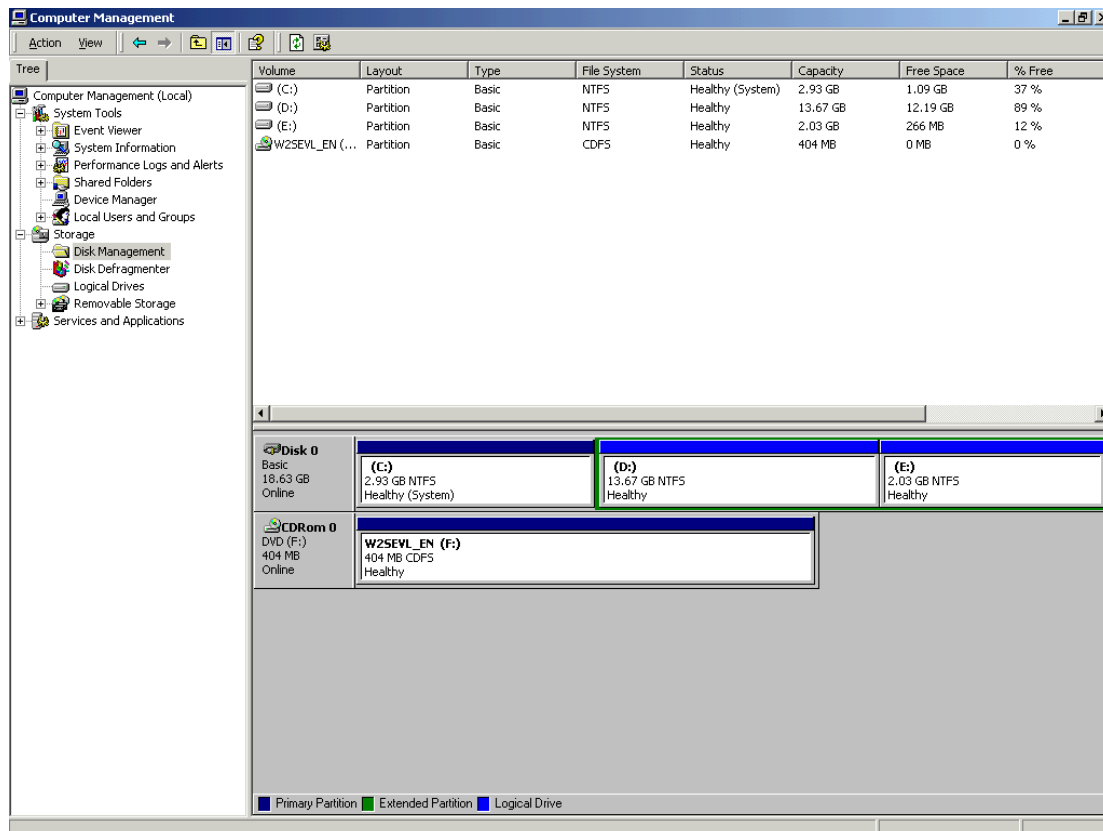 Computer Management
Action View
Tree
Computer Management (Local)
System Tools
Event Viewer
System Information
Performance Logs and Alerts
Shared Folders
Device Manager
Local Users and Groups
Storage
Disk Management
Disk Defragmenter
Logical Drives
Removable Storage
Services and Applications
Volume Layout Type File System Status Capacity Free Space % Free
(C:) Partition Basic NTFS Healthy (System) 2.93 GB 1.09 GB 37 %
(D:) Partition Basic NTFS Healthy 13.67 GB 12.19 GB 89 %
(E:) Partition Basic NTFS Healthy 2.03 GB 266 MB 12 %
W2SEVL_EN (... Partition Basic CDFS Healthy 404 MB 0 MB 0 %
Disk 0
Basic
18.63 GB
Online
(C:)
2.93 GB NTFS
Healthy (System)
(D:)
13.67 GB NTFS
Healthy
(E:)
2.03 GB NTFS
Healthy
CDRom 0
DVD (F:)
404 MB
Online
W2SEVL_EN (F:)
404 MB CDFS
Healthy
Primary Partition Extended Partition Logical Drive